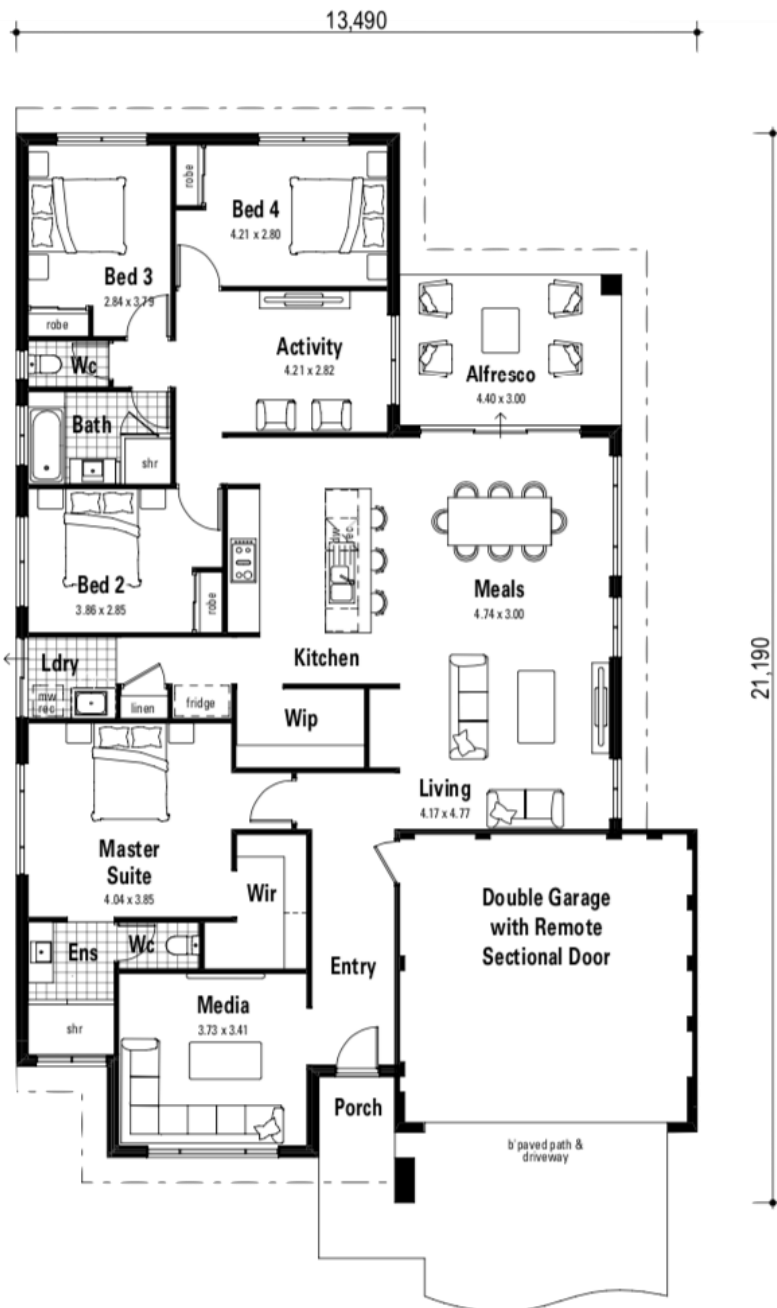 13,490
Bed 3
2.84 x 3.79
robe
robe
Bed 4
4.21 x 2.80
Activity
4.21 x 2.82
Alfresco
4.40 x 3.00
Wc
Bath
shr
Bed 2
3.86 x 2.85
robe
dw
rec
Meals
4.74 x 3.00
Kitchen
21,190
Ldry
mw
rec
linen
fridge
Wip
Living
4.17 x 4.77
Master
Suite
4.04 x 3.85
Wir
Double Garage
with Remote
Sectional Door
Ens
Wc
Entry
shr
Media
3.73 x 3.41
Porch
b'paved path &
driveway